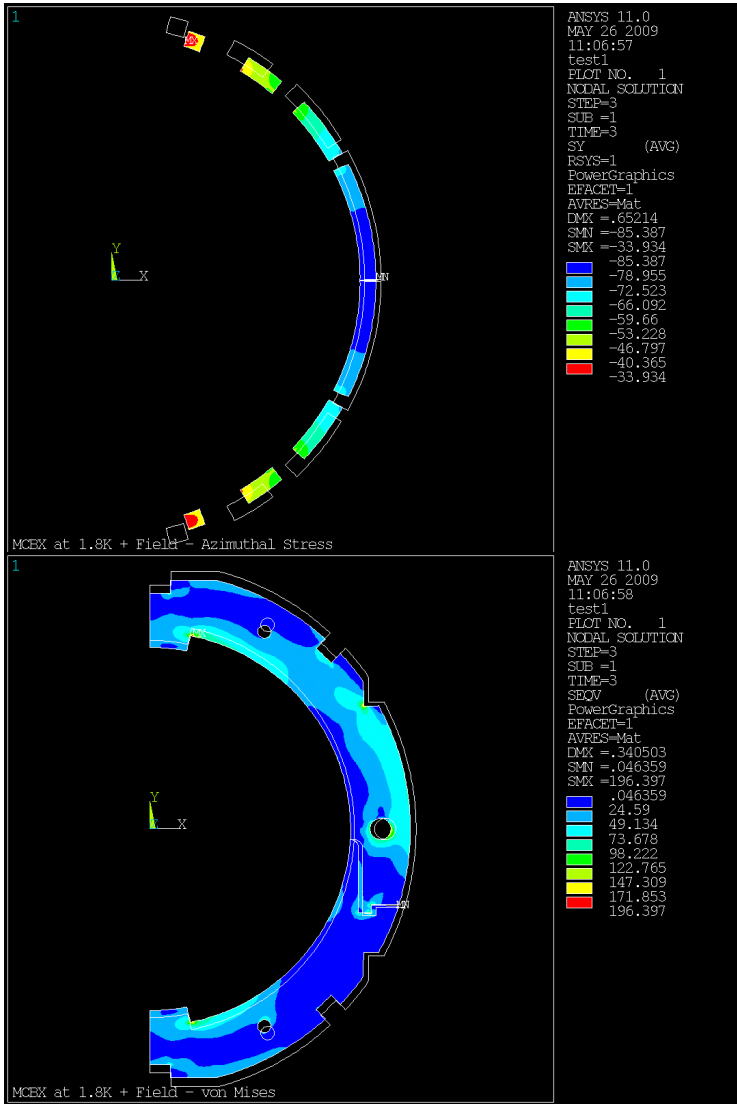 1
ANSYS 11.0
MAY 26 2009
11:06:57
test1
PLOT NO. 1
NODAL SOLUTION
STEP=3
SUB =1
TIME=3
SY (AVG)
RSYS=1
PowerGraphics
EFACET=1
AVRES=Mat
DMX =.65214
SMN =-85.387
SMX =-33.934
-85.387
-78.955
-72.523
-66.092
-59.66
-53.228
-46.797
-40.365
-33.934
MX
Y
X
MN
MCBX at 1.8K + Field - Azimuthal Stress
1
ANSYS 11.0
MAY 26 2009
11:06:58
test1
PLOT NO. 1
NODAL SOLUTION
STEP=3
SUB =1
TIME=3
SEQV (AVG)
PowerGraphics
EFACET=1
AVRES=Mat
DMX =.340503
SMN =.046359
SMX =196.397
.046359
24.59
49.134
73.678
98.222
122.765
147.309
171.853
196.397
MX
Y
X
MN
MCBX at 1.8K + Field - von Mises